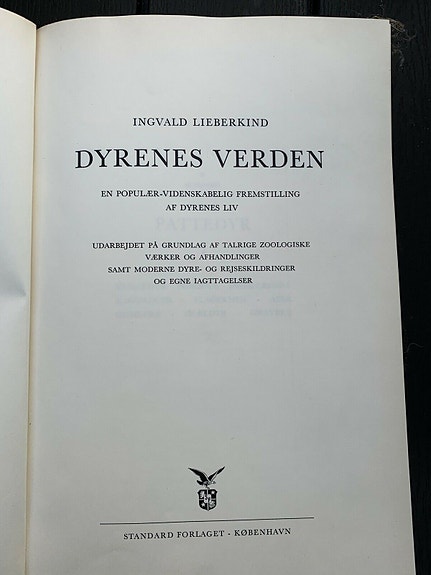 INGVALD LIEBERKIND
DYRENES VERDEN
EN POPULÆR-VIDENSKABELIG FREMSTILLING
AF DYRENES LIV
UDARBEJDET PÅ GRUNDLAG AF TALRIGE ZOOLOGISKE
VÆRKER OG AFHANDLINGER
SAMT MODERNE DYRE- OG REJSESKILDRINGER
OG EGNE IAGTTAGELSER
STANDARD FORLAGET · KØBENHAVN